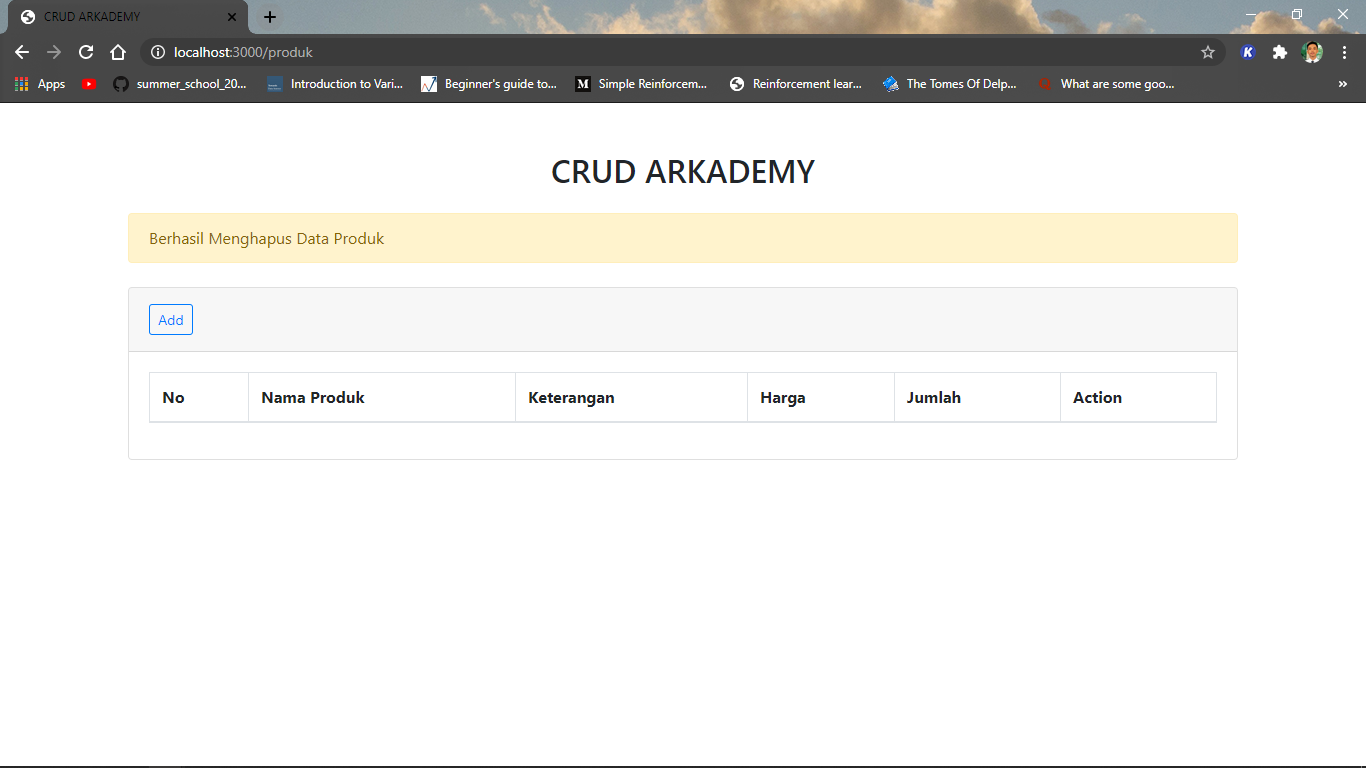 CRUD ARKADEMY
localhost:3000/produk
Apps
summer_school_20...
Introduction to Vari...
Beginner's guide to...
M
Simple Reinforcem...
Reinforcement lear...
The Tomes Of Delp...
What are some goo...
»
CRUD ARKADEMY
Berhasil Menghapus Data Produk
Add
No Nama Produk Keterangan Harga Jumlah Action